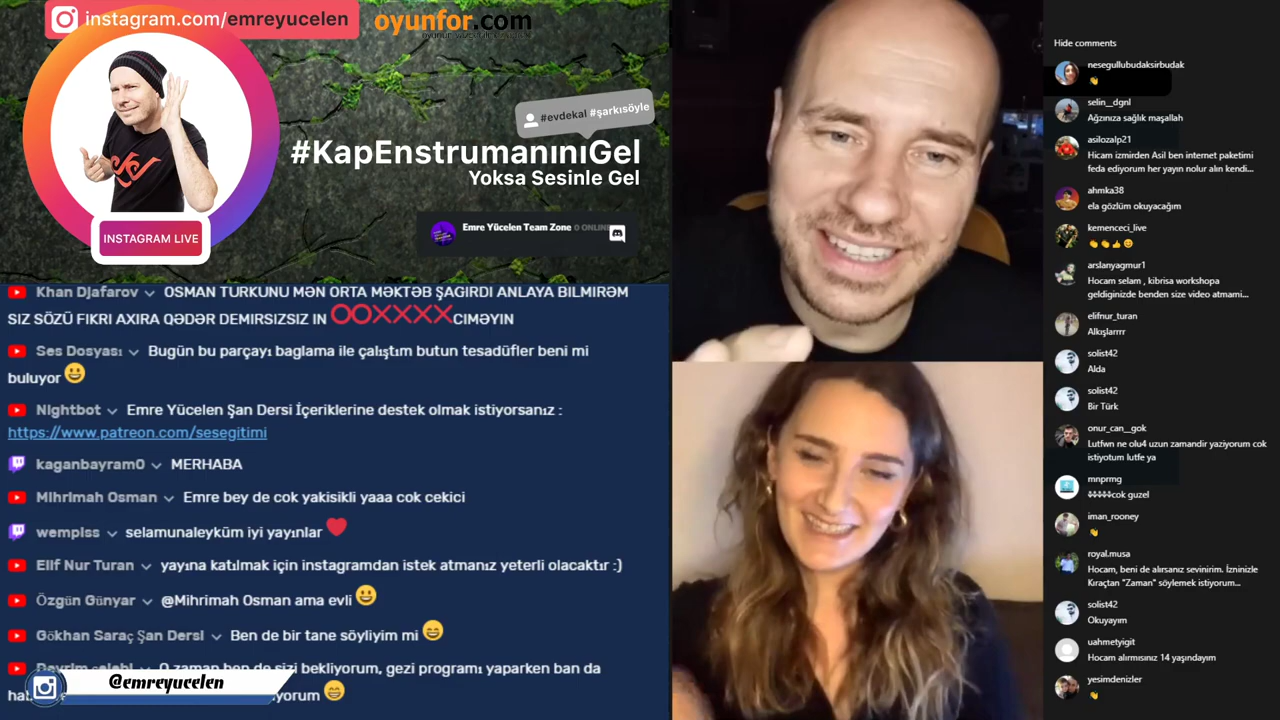 instagram.com/emreyucelen
oyunfor.com
#evdekal #şarkısöyle
#KapEnstrumanınıGel
Yoksa Sesinle Gel
INSTAGRAM LIVE
Emre Yücelen Team Zone 0 ONLINE
Khan Djafarov OSMAN TURKUNU MƏN ORTA MƏKTƏB ŞAGIRDI ANLAYA BILMIRƏM
SIZ SÖZÜ FIKRI AXIRA QƏDƏR DEMIRSIZSIZ IN ⭕⭕❌❌❌❌CIMƏYIN
Ses Dosyası Bugün bu parçayı baglama ile çalıştım butun tesadüfler beni mi
buluyor 😀
Nightbot Emre Yücelen Şan Dersi İçeriklerine destek olmak istiyorsanız :
https://www.patreon.com/sesegitimi
kaganbayram0 MERHABA
Mihrimah Osman Emre bey de cok yakisikli yaaa cok cekici
wempiss selamunaleyküm iyi yayınlar ❤️
Elif Nur Turan yayına katılmak için instagramdan istek atmanız yeterli olacaktır :)
Özgün Günyar @Mihrimah Osman ama evli 😀
Gökhan Saraç Şan Dersi Ben de bir tane söyliyim mi 😄
O zaman ben de sizi bekliyorum, gezi programı yaparken ban da
@emreyucelen
Hide comments
nesegullubudaksirbudak
👏
selin__dgnl
Ağzınıza sağlık maşallah
asilozalp21
Hicam izmirden Asil ben internet paketimi
feda ediyorum her yayın nolur alın kendi...
ahmka38
ela gözlüm okuyacağım
kemenceci_live
👏👏👍😊
arslanyagmur1
Hocam selam , kıbrisa workshopa
geldiginizde benden size video atmami...
elifnur_turan
Alkışlarrrr
solist42
Alda
solist42
Bir Türk
onur_can__gok
Lutfwn ne olu4 uzun zamandir yaziyorum cok
istiyotum lutfe ya
mnprmg
cok guzel
iman_rooney
👏
royal.musa
Hocam, beni de alırsanız sevinirim. İzninizle
Kıraçtan "Zaman" söylemek istiyorum...
solist42
Okuyayım
uahmetyigit
Hocam alırmısınız 14 yaşındayım
yesimdenizler
👏